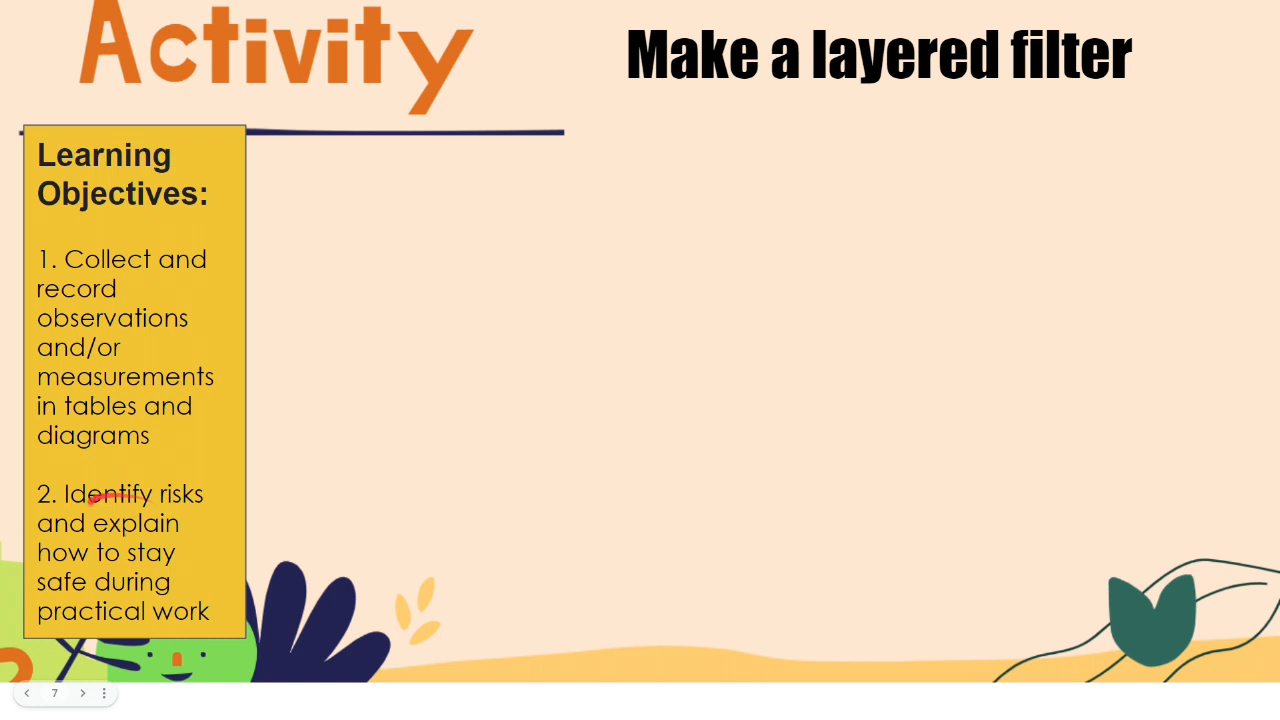 Activity
Make a layered filter
Learning
Objectives:
1. Collect and
record
observations
and/or
measurements
in tables and
diagrams
2. Identify risks
and explain
how to stay
safe during
practical work
7